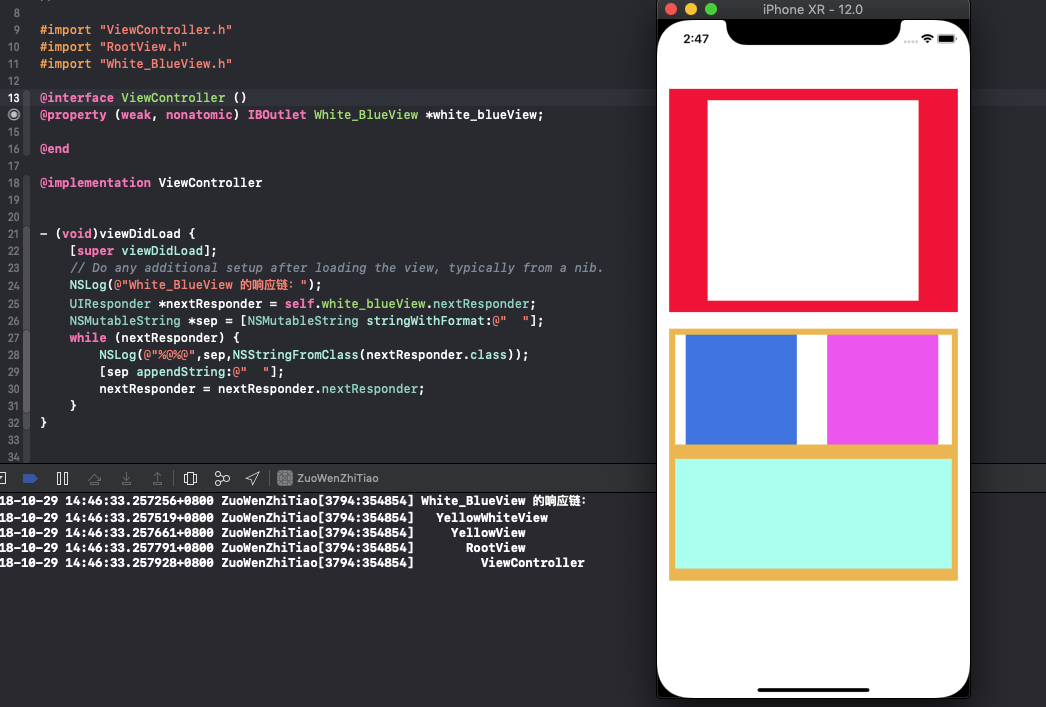 8
9 #import "ViewController.h"
10 #import "RootView.h"
11 #import "White_BlueView.h"
12
13 @interface ViewController ()
@property (weak, nonatomic) IBOutlet White_BlueView *white_blueView;
15
16 @end
17
18 @implementation ViewController
19
20
21 - (void)viewDidLoad {
22 [super viewDidLoad];
23 // Do any additional setup after loading the view, typically from a nib.
24 NSLog(@"White_BlueView 的响应链: ");
25 UIResponder *nextResponder = self.white_blueView.nextResponder;
26 NSMutableString *sep = [NSMutableString stringWithFormat:@"  "];
27 while (nextResponder) {
28 NSLog(@"%@%@",sep,NSStringFromClass(nextResponder.class));
29 [sep appendString:@"  "];
30 nextResponder = nextResponder.nextResponder;
31 }
32 }
33
34
ZuoWenZhiTiao
18-10-29 14:46:33.257256+0800 ZuoWenZhiTiao[3794:354854] White_BlueView 的响应链:
18-10-29 14:46:33.257519+0800 ZuoWenZhiTiao[3794:354854] YellowWhiteView
18-10-29 14:46:33.257661+0800 ZuoWenZhiTiao[3794:354854] YellowView
18-10-29 14:46:33.257791+0800 ZuoWenZhiTiao[3794:354854] RootView
18-10-29 14:46:33.257928+0800 ZuoWenZhiTiao[3794:354854] ViewController
iPhone XR - 12.0
2:47